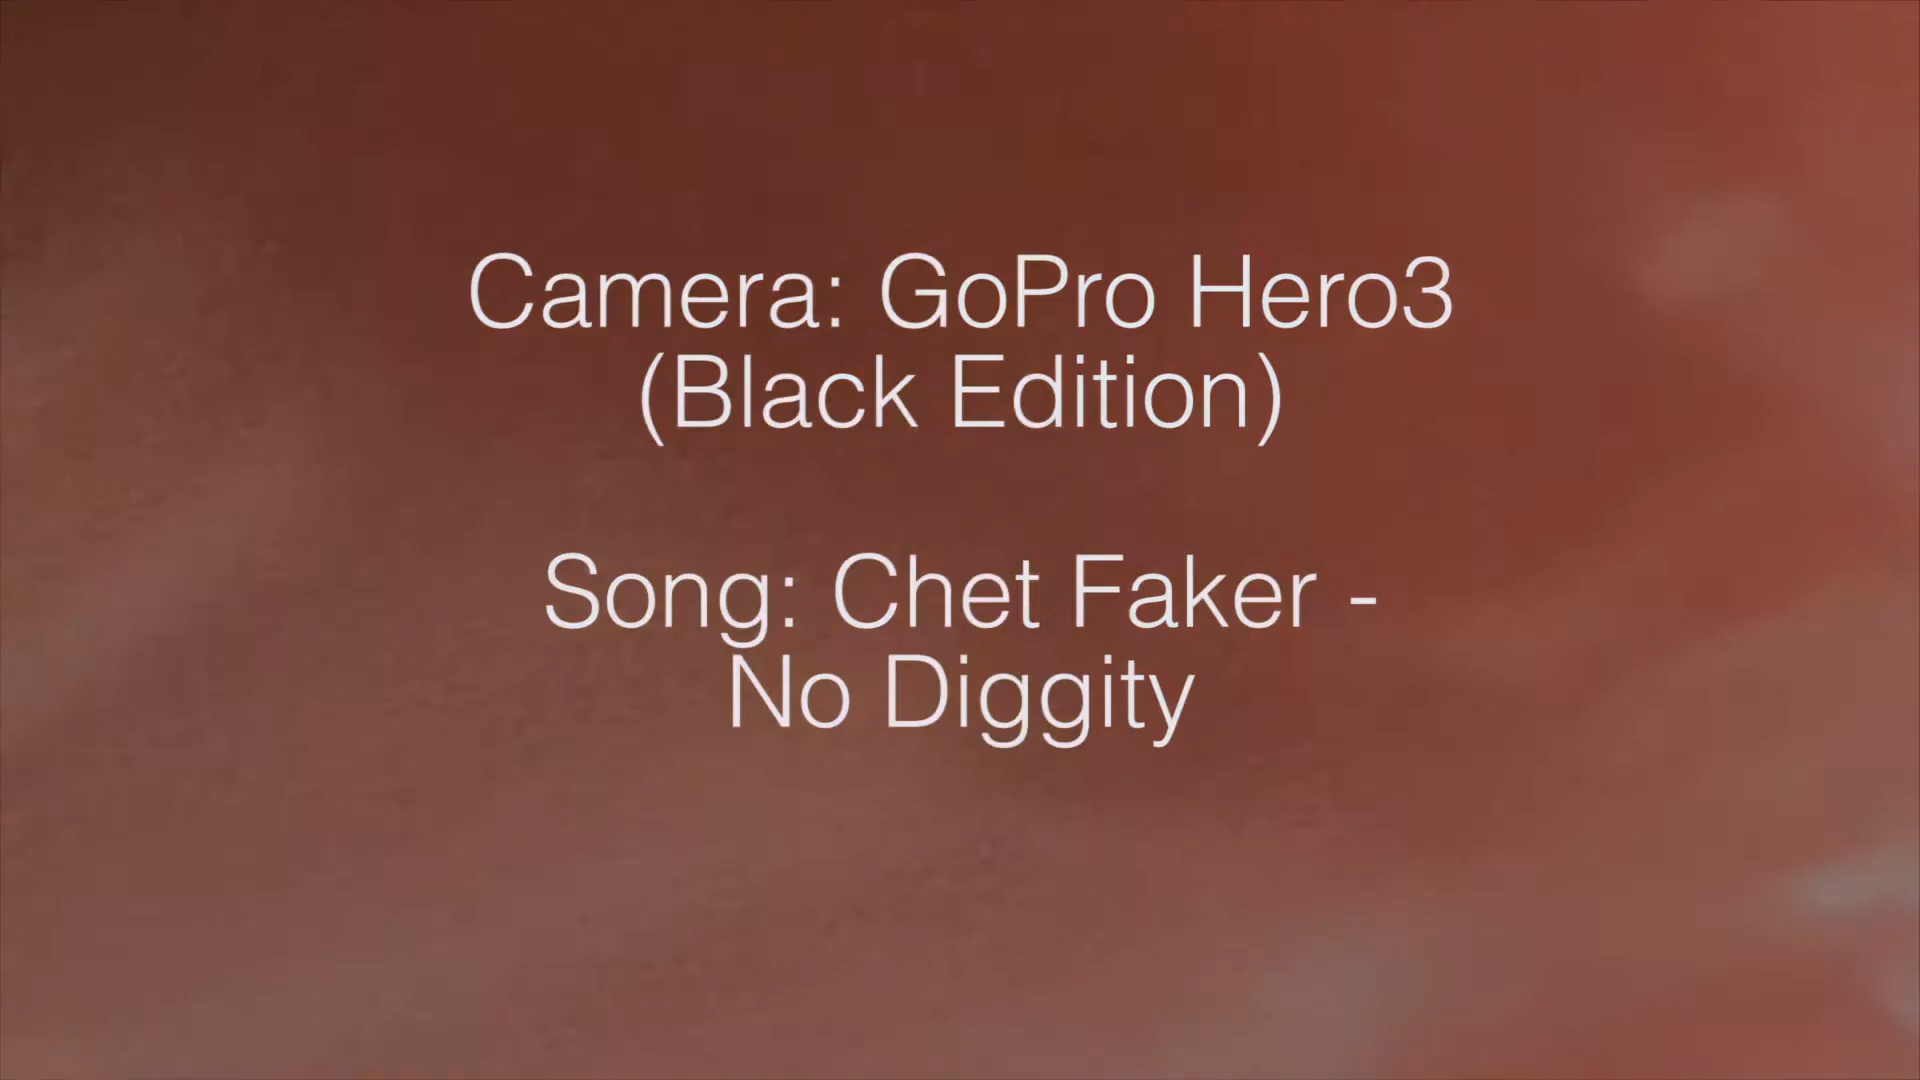 Camera: GoPro Hero3
(Black Edition)
Song: Chet Faker -
No Diggity